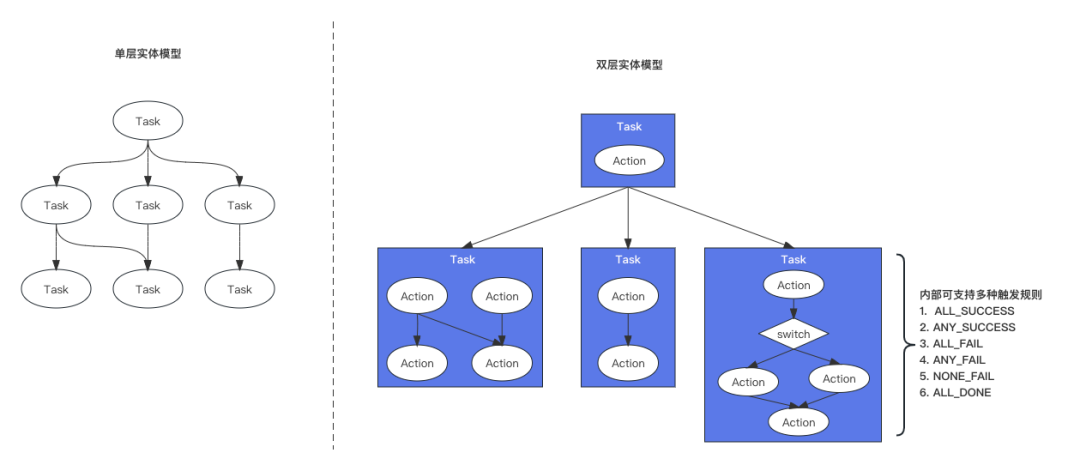 单层实体模型
Task
Task
Task
Task
Task
Task
Task
双层实体模型
Task
Action
Task
Action
Action
Action
Action
Task
Action
Action
Task
Action
switch
Action
Action
Action
内部可支持多种触发规则
1. ALL_SUCCESS
2. ANY_SUCCESS
3. ALL_FAIL
4. ANY_FAIL
5. NONE_FAIL
6. ALL_DONE